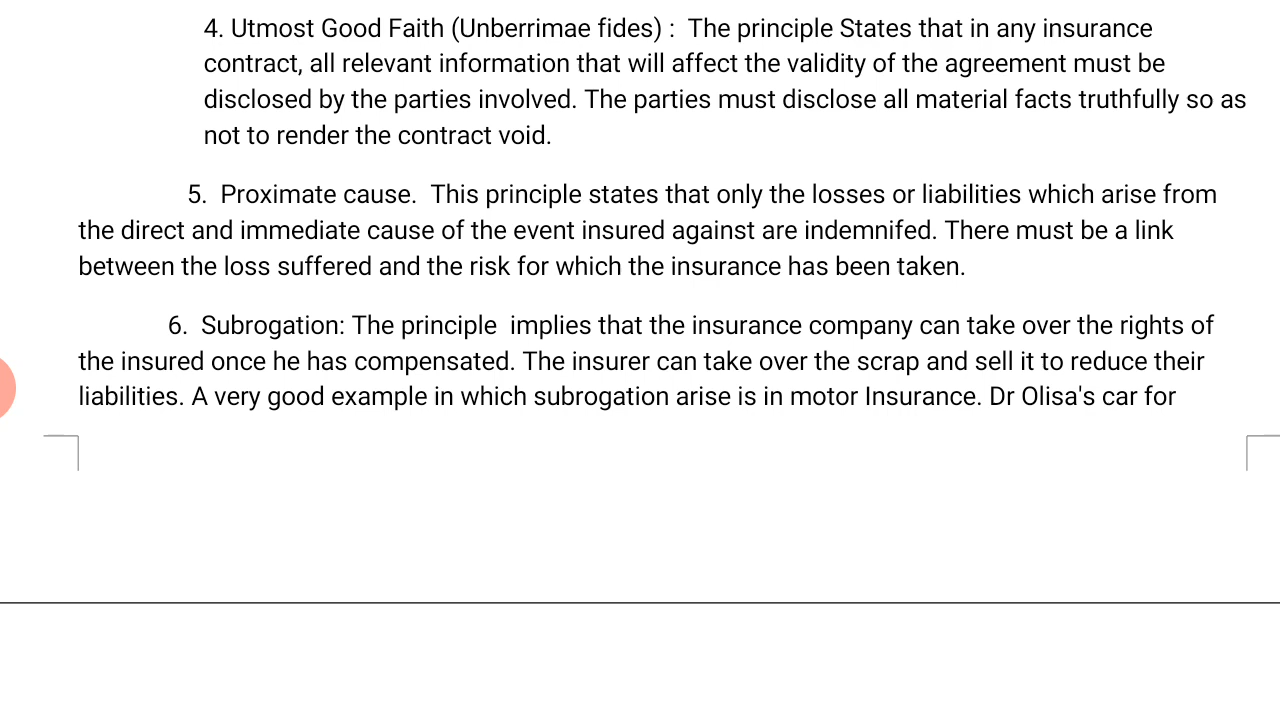 4. Utmost Good Faith (Unberrimae fides) :  The principle States that in any insurance
contract, all relevant information that will affect the validity of the agreement must be
disclosed by the parties involved. The parties must disclose all material facts truthfully so as
not to render the contract void.
5.  Proximate cause.  This principle states that only the losses or liabilities which arise from
the direct and immediate cause of the event insured against are indemnifed. There must be a link
between the loss suffered and the risk for which the insurance has been taken.
6.  Subrogation: The principle  implies that the insurance company can take over the rights of
the insured once he has compensated. The insurer can take over the scrap and sell it to reduce their
liabilities. A very good example in which subrogation arise is in motor Insurance. Dr Olisa's car for